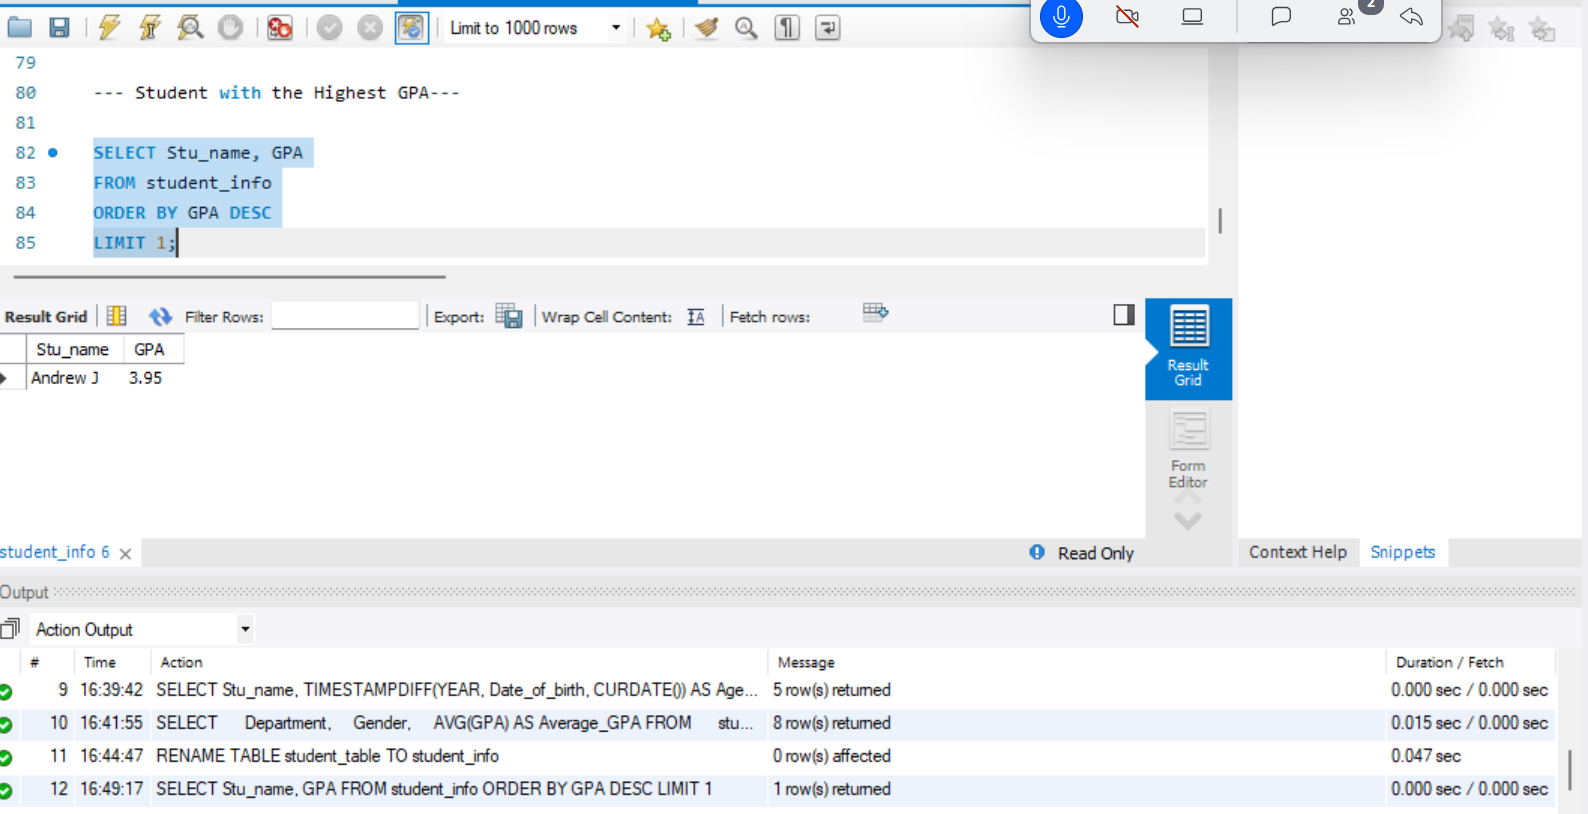 Limit to 1000 rows
2
79
80 --- Student with the Highest GPA---
81
82 SELECT Stu_name, GPA
83 FROM student_info
84 ORDER BY GPA DESC
85 LIMIT 1;
Result Grid Filter Rows: Export: Wrap Cell Content: Fetch rows:
Stu_name GPA
Andrew J 3.95
Result
Grid
Form
Editor
student_info 6 Read Only Context Help Snippets
Output
Action Output
# Time Action Message Duration / Fetch
9 16:39:42 SELECT Stu_name, TIMESTAMPDIFF(YEAR, Date_of_birth, CURDATE()) AS Age... 5 row(s) returned 0.000 sec / 0.000 sec
10 16:41:55 SELECT Department, Gender, AVG(GPA) AS Average_GPA FROM stu... 8 row(s) returned 0.015 sec / 0.000 sec
11 16:44:47 RENAME TABLE student_table TO student_info 0 row(s) affected 0.047 sec
12 16:49:17 SELECT Stu_name, GPA FROM student_info ORDER BY GPA DESC LIMIT 1 1 row(s) returned 0.000 sec / 0.000 sec